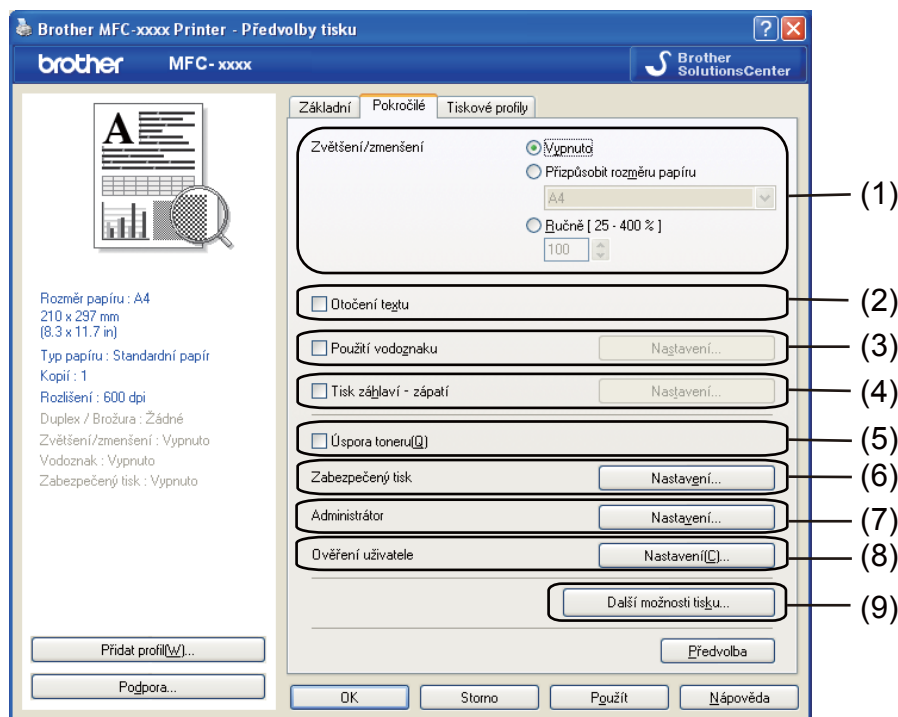 Brother MFC-xxxx Printer - Předvolby tisku
brother MFC- xxxx
Brother
SolutionsCenter
Základní Pokročilé Tiskové profily
A
Zvětšení/zmenšení
Vypnuto
Přizpůsobit rozměru papíru
A4
Ručně [ 25 - 400 % ]
100
(1)
Otočení textu
(2)
Použití vodoznaku Nastavení...
(3)
Tisk záhlaví - zápatí Nastavení...
(4)
Úspora toneru(Q)
(5)
Zabezpečený tisk Nastavení...
(6)
Administrátor Nastavení...
(7)
Ověření uživatele Nastavení(C)...
(8)
Další možnosti tisku...
(9)
Předvolba
Rozměr papíru : A4
210 x 297 mm
(8.3 x 11.7 in)
Typ papíru : Standardní papír
Kopií : 1
Rozlišení : 600 dpi
Duplex / Brožura : Žádné
Zvětšení/zmenšení : Vypnuto
Vodoznak : Vypnuto
Zabezpečený tisk : Vypnuto
Přidat profil(W)...
Podpora...
OK Storno Použít Nápověda